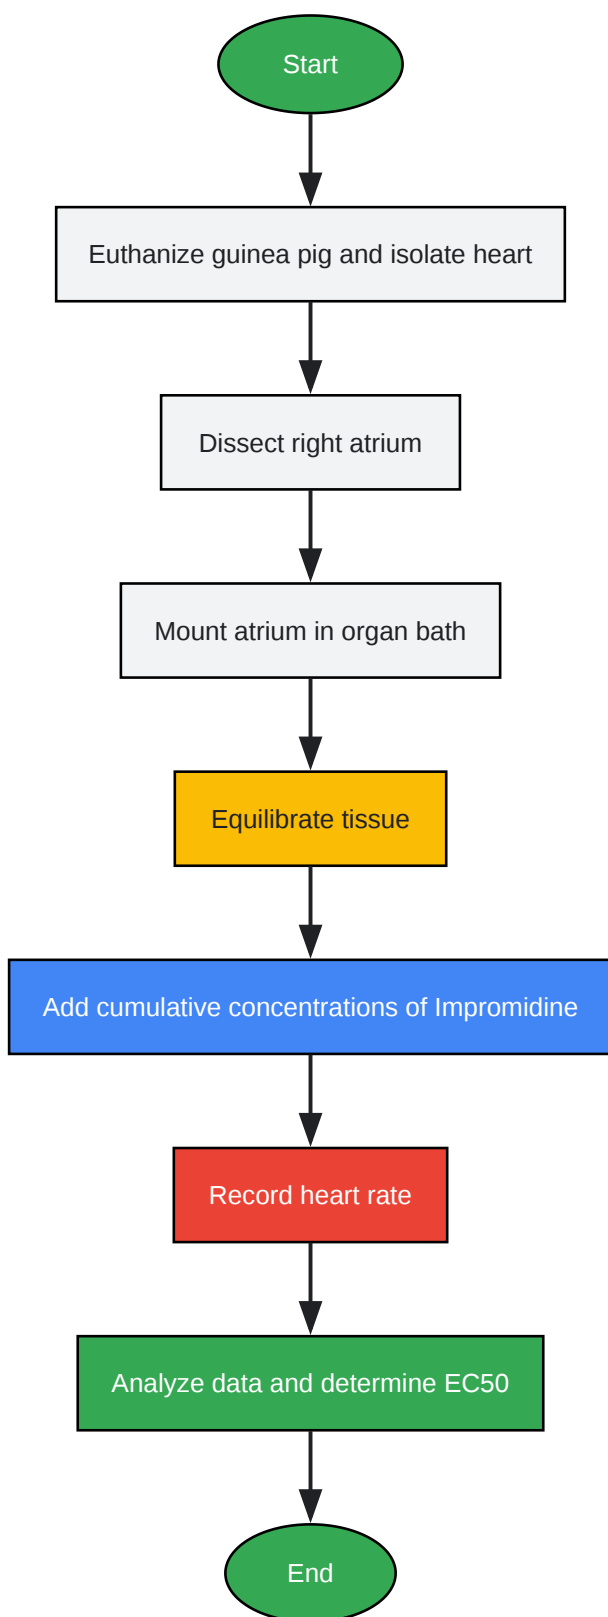 Start
Euthanize guinea pig and isolate heart
Dissect right atrium
Mount atrium in organ bath
Equilibrate tissue
Add cumulative concentrations of Impromidine
Record heart rate
Analyze data and determine EC50
End